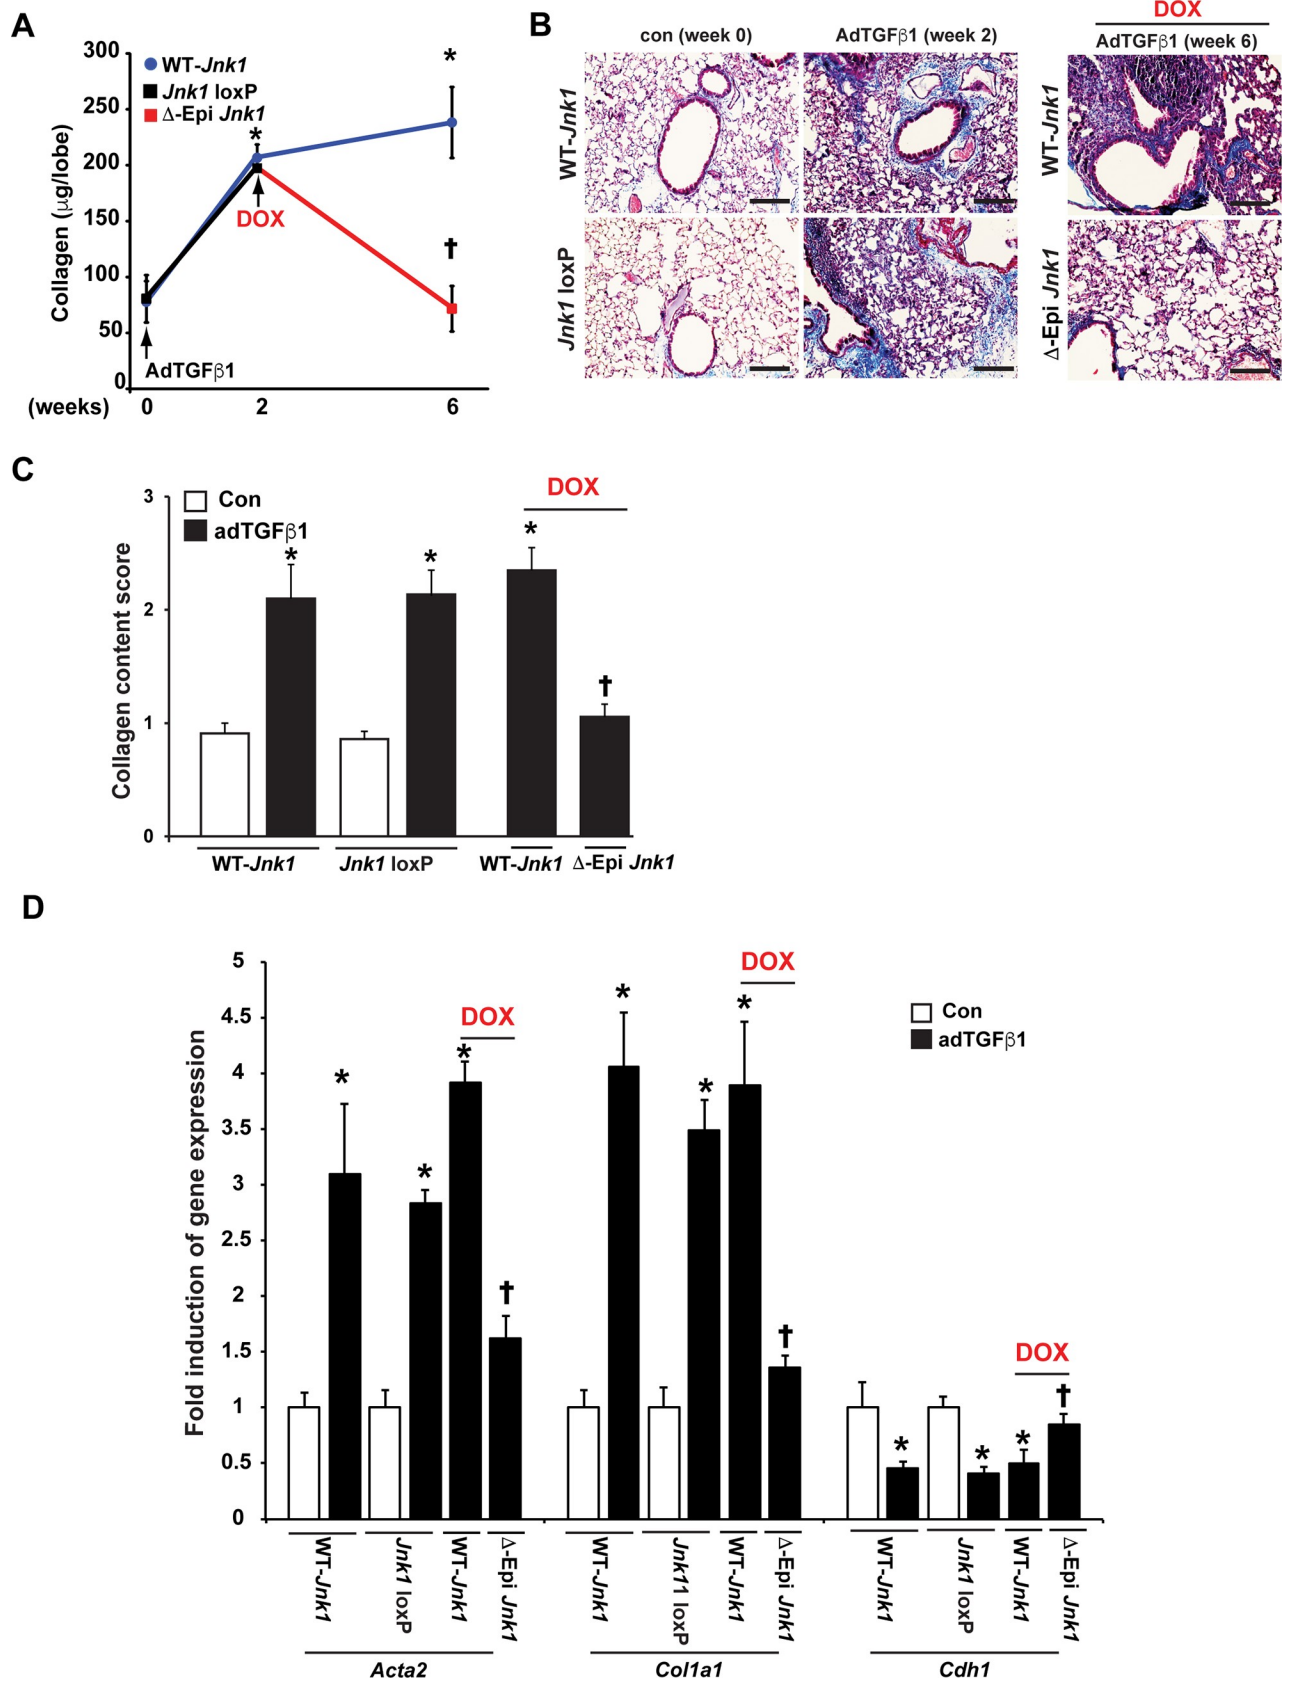 A
300
250
200
150
100
50
0
Collagen (µg/lobe)
WT-Jnk1
Jnk1 loxP
Δ-Epi Jnk1
*
*
†
DOX
AdTGFβ1
(weeks) 0 2 6
B
con (week 0)
AdTGFβ1 (week 2)
DOX
AdTGFβ1 (week 6)
WT-Jnk1
Jnk1 loxP
WT-Jnk1
Δ-Epi Jnk1
C
3
2
1
0
Collagen content score
Con
adTGFβ1
DOX
* * * †
WT-Jnk1 Jnk1 loxP WT-Jnk1 Δ-Epi Jnk1
D
5
4.5
4
3.5
3
2.5
2
1.5
1
0.5
0
Fold induction of gene expression
Con
adTGFβ1
DOX
DOX
DOX
* * * †
* * * †
* * * †
WT-Jnk1 Jnk1 loxP WT-Jnk1 Δ-Epi Jnk1
WT-Jnk1 Jnk11 loxP WT-Jnk1 Δ-Epi Jnk1
WT-Jnk1 Jnk1 loxP WT-Jnk1 Δ-Epi Jnk1
Acta2 Col1a1 Cdh1